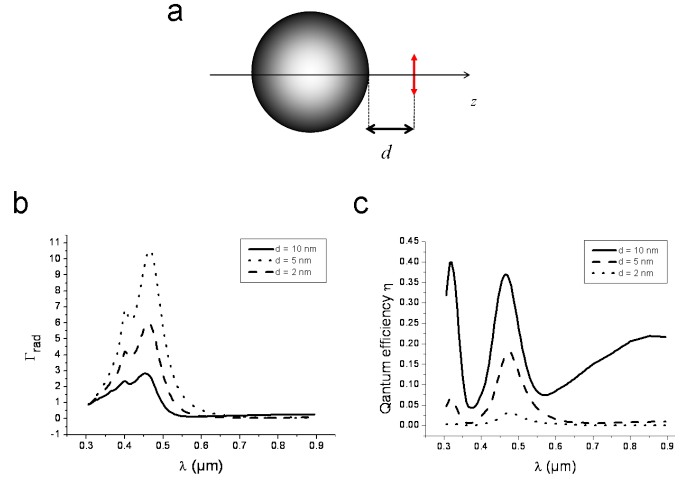 a
z
d
b
c
11
10
9
8
7
6
5
4
3
2
1
0
-1
Γrad
d = 10 nm
d = 5 nm
d = 2 nm
0.3 0.4 0.5 0.6 0.7 0.8 0.9
λ (μm)
0.45
0.40
0.35
0.30
0.25
0.20
0.15
0.10
0.05
0.00
Qantum efficiency η
d = 10 nm
d = 5 nm
d = 2 nm
0.3 0.4 0.5 0.6 0.7 0.8 0.9
λ (μm)